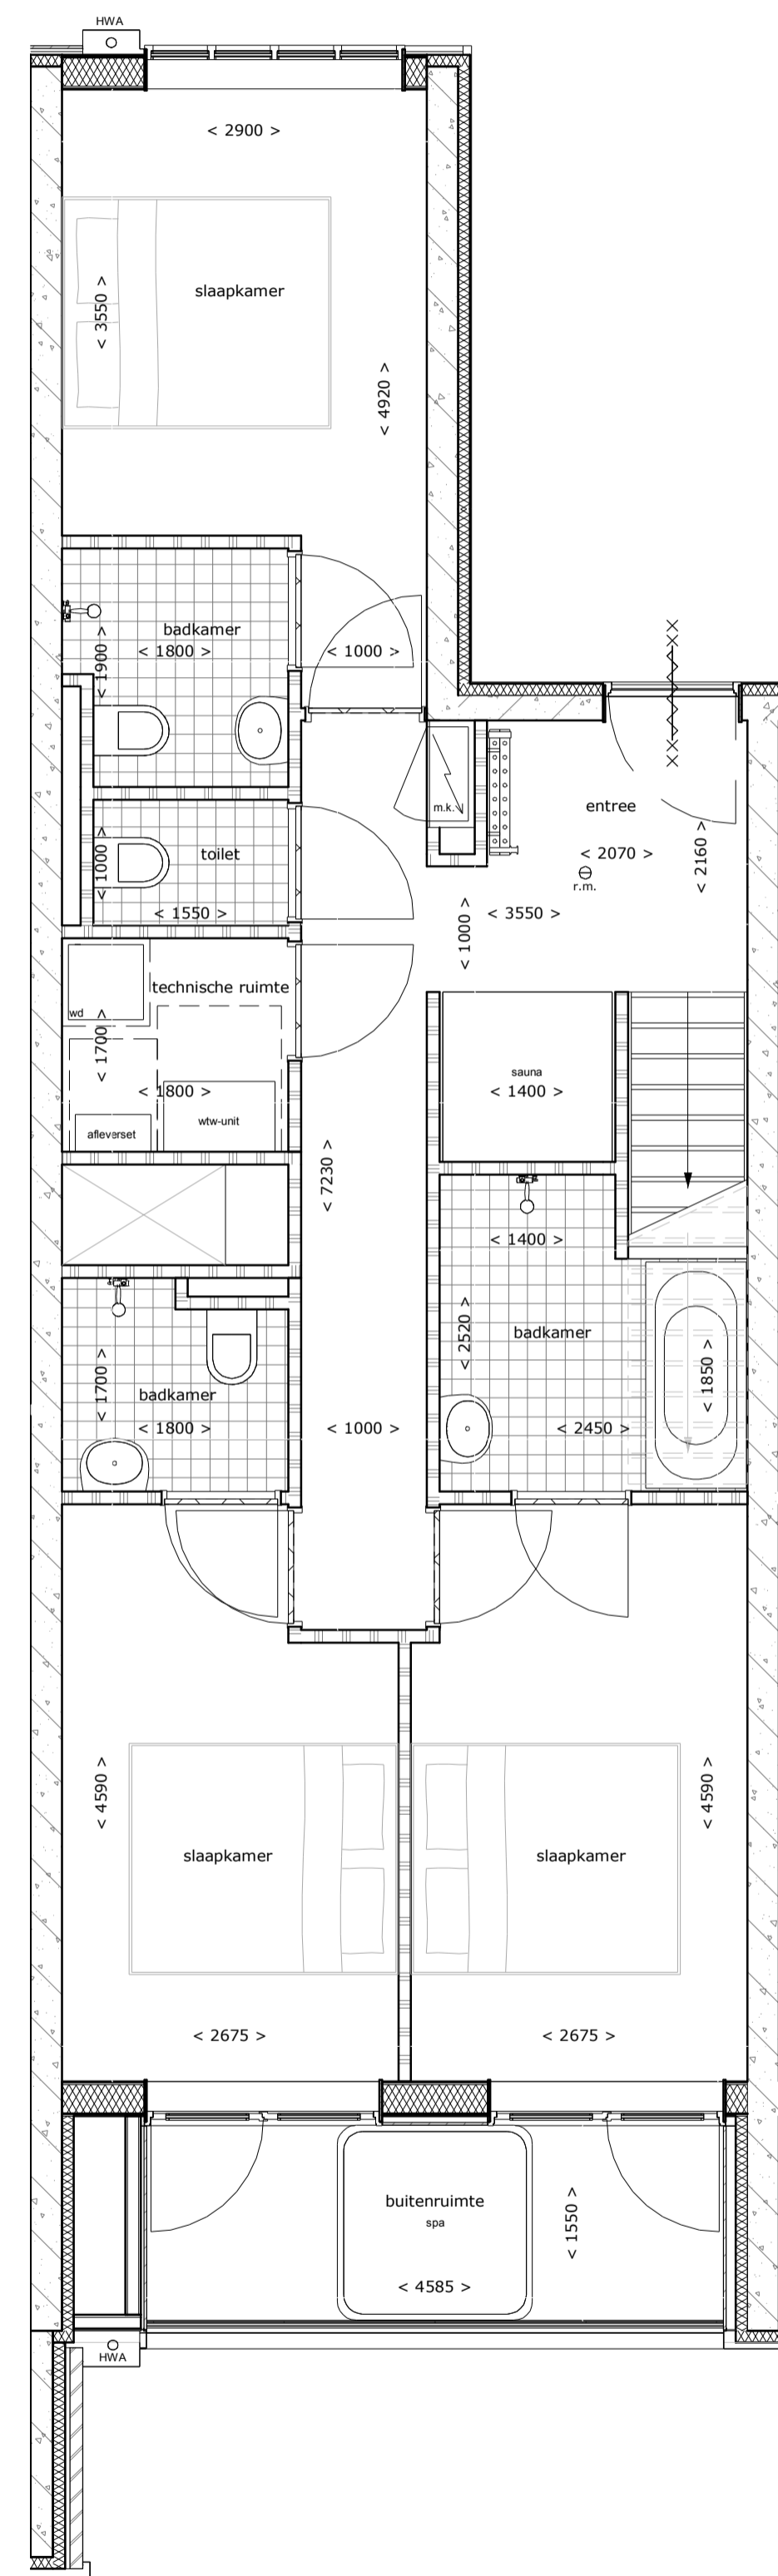 HWA
< 2900 >
slaapkamer
< 3550 >
< 4920 >
badkamer
< 1800 >
< 1900 >
< 1000 >
m.k.
entree
< 2070 >
< 2160 >
r.m.
toilet
< 1000 >
< 1550 >
< 3550 >
< 1000 >
technische ruimte
wd
< 1700 >
< 1800 >
wtw-unit
afleverset
sauna
< 1400 >
< 7230 >
< 1400 >
badkamer
< 2520 >
< 1850 >
< 2450 >
< 1700 >
badkamer
< 1800 >
< 1000 >
< 4590 >
slaapkamer
< 2675 >
slaapkamer
< 4590 >
< 2675 >
buitenruimte
spa
< 1550 >
< 4585 >
HWA